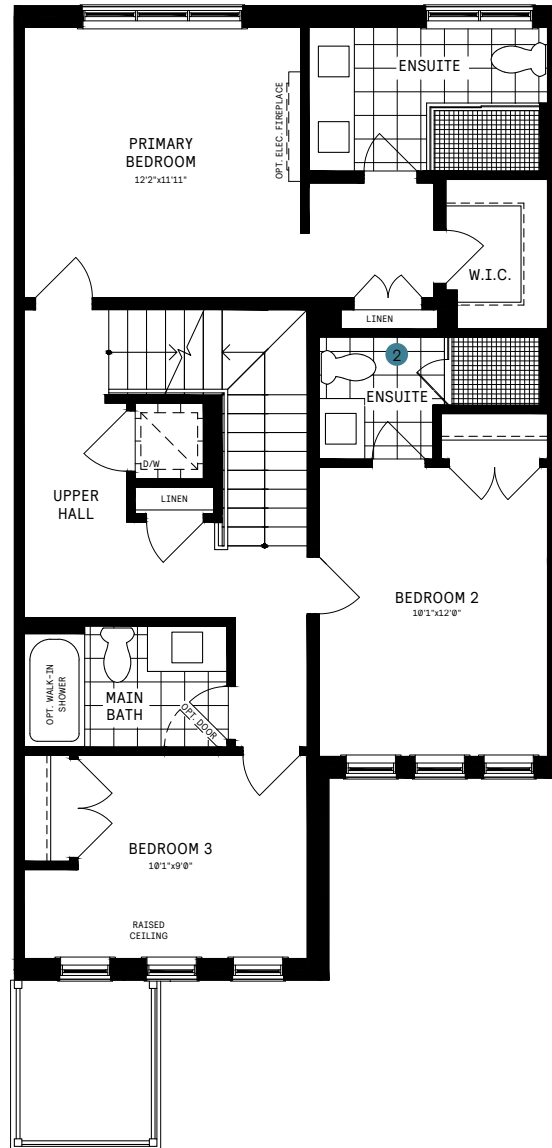 ENSUITE
OPT. ELEC. FIREPLACE
PRIMARY
BEDROOM
12'2"x11'11"
W.I.C.
LINEN
2
ENSUITE
D/W
LINEN
UPPER
HALL
BEDROOM 2
10'1"x12'0"
OPT. WALK-IN
SHOWER
MAIN
BATH
OPT. DOOR
BEDROOM 3
10'1"x9'0"
RAISED
CEILING